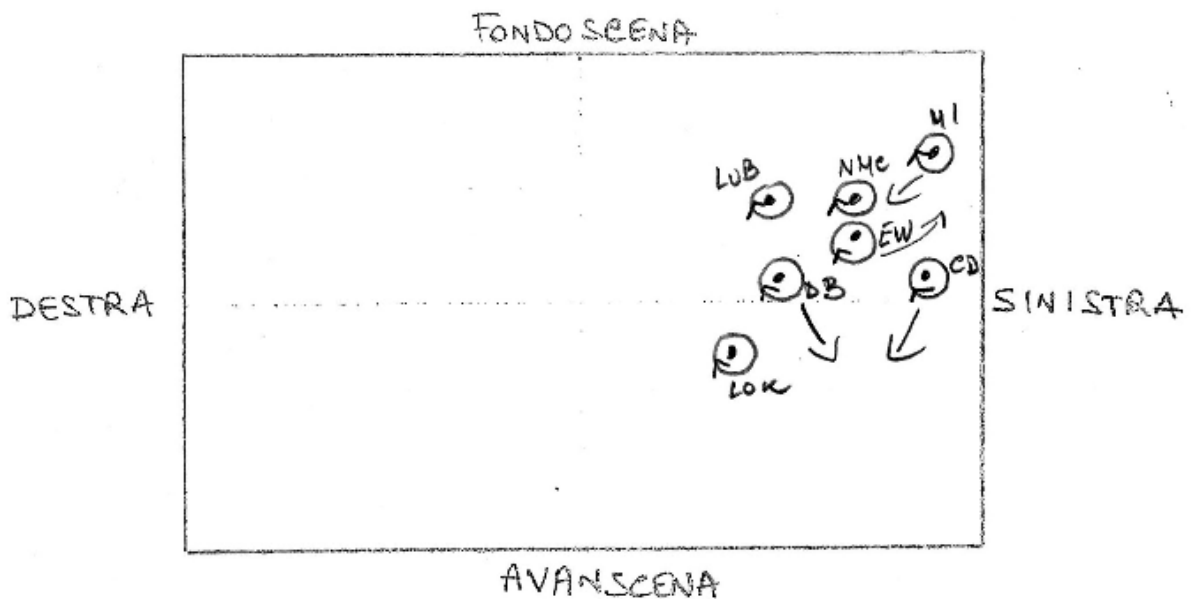 FONDOSCENA
MI
LUB
NMC
EW
CD
DB
DESTRA
SINISTRA
LOK
AVANSCENA